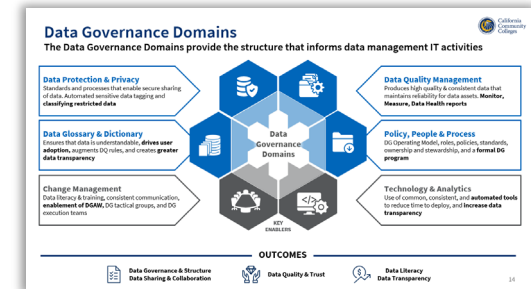 Data Governance Domains
The Data Governance Domains provide the structure that informs data management IT activities
California
Community
Colleges
Data Protection & Privacy
Standards and processes that enable secure sharing
of data. Automated sensitive data tagging and
classifying restricted data
Data Glossary & Dictionary
Ensures that data is understandable, drives user
adoption, augments DQ rules, and creates greater
data transparency
Change Management
Data literacy & training, consistent communication,
enablement of DGAW, DG tactical groups, and DG
execution teams
Data
Governance
Domains
KEY
ENABLERS
Data Quality Management
Produces high quality & consistent data that
maintains reliability for data assets. Monitor,
Measure, Data Health reports
Policy, People & Process
DG Operating Model, roles, policies, standards,
ownership and stewardship, and a formal DG
program
Technology & Analytics
Use of common, consistent, and automated tools
to reduce time to deploy, and increase data
transparency
OUTCOMES
Data Governance & Structure
Data Sharing & Collaboration
Data Quality & Trust
Data Literacy
Data Transparency
14